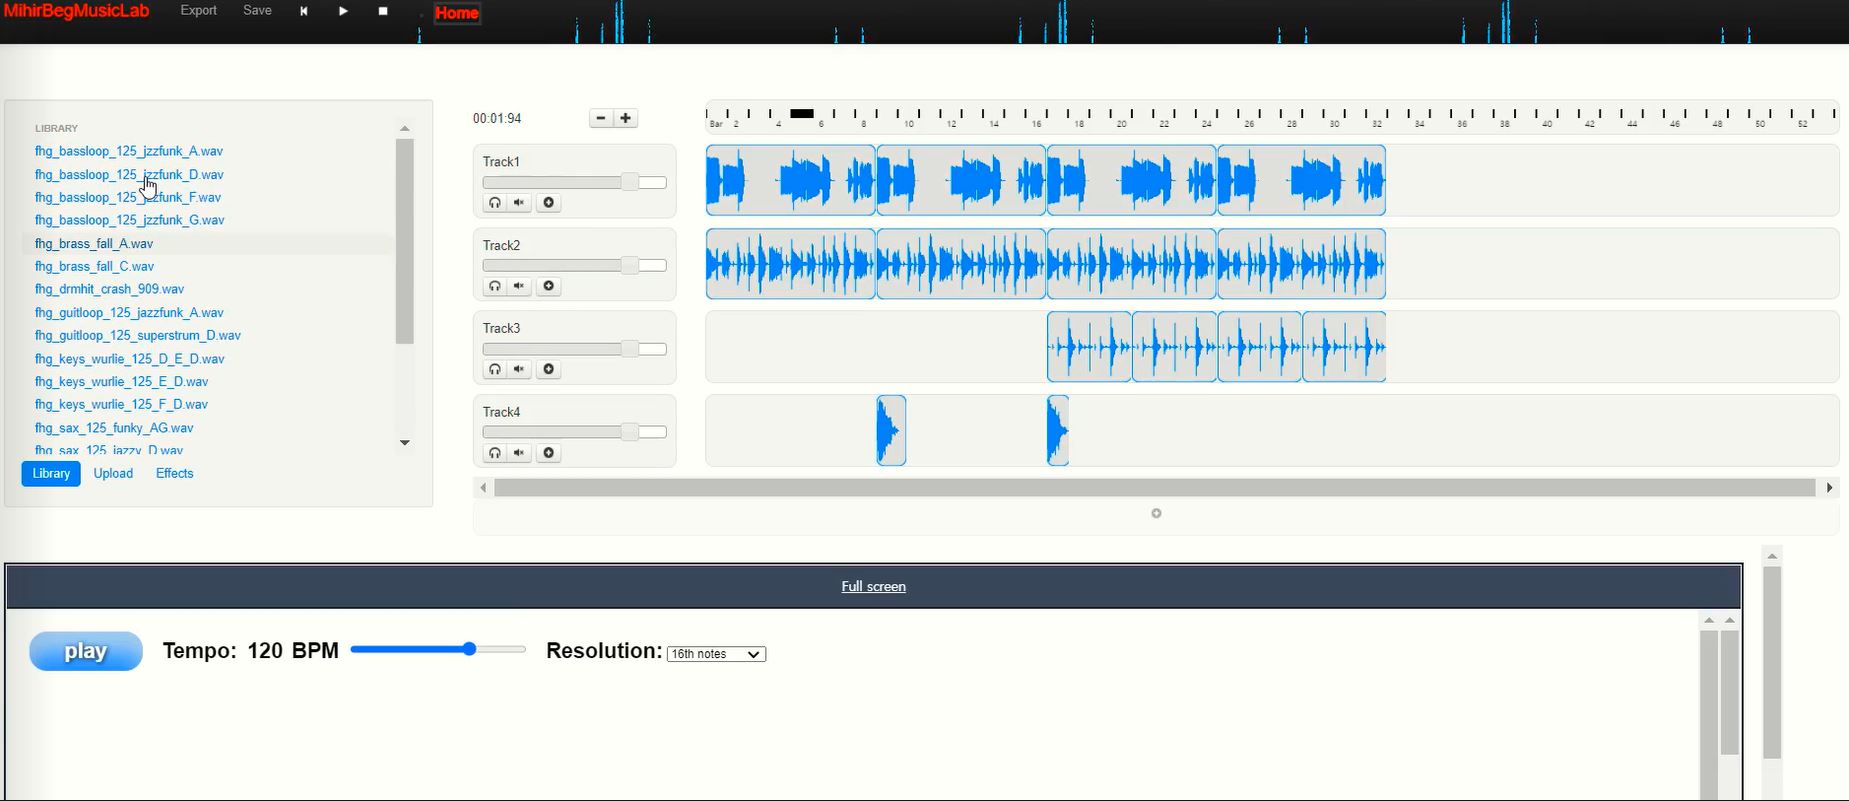 MihirBegMusicLab Export Save Home
LIBRARY
fhg_bassloop_125_jzzfunk_A.wav
fhg_bassloop_125_jzzfunk_D.wav
fhg_bassloop_125_jzzfunk_F.wav
fhg_bassloop_125_jzzfunk_G.wav
fhg_brass_fall_A.wav
fhg_brass_fall_C.wav
fhg_drmhit_crash_909.wav
fhg_guitloop_125_jazzfunk_A.wav
fhg_guitloop_125_superstrum_D.wav
fhg_keys_wurlie_125_D_E_D.wav
fhg_keys_wurlie_125_E_D.wav
fhg_keys_wurlie_125_F_D.wav
fhg_sax_125_funky_AG.wav
fhg_sax_125_jazzy_D.wav
Library Upload Effects
00:01:94
Bar 2 4 6 8 10 12 14 16 18 20 22 24 26 28 30 32 34 36 38 40 42 44 46 48 50 52
Track1
Track2
Track3
Track4
Full screen
play Tempo: 120 BPM Resolution: 16th notes